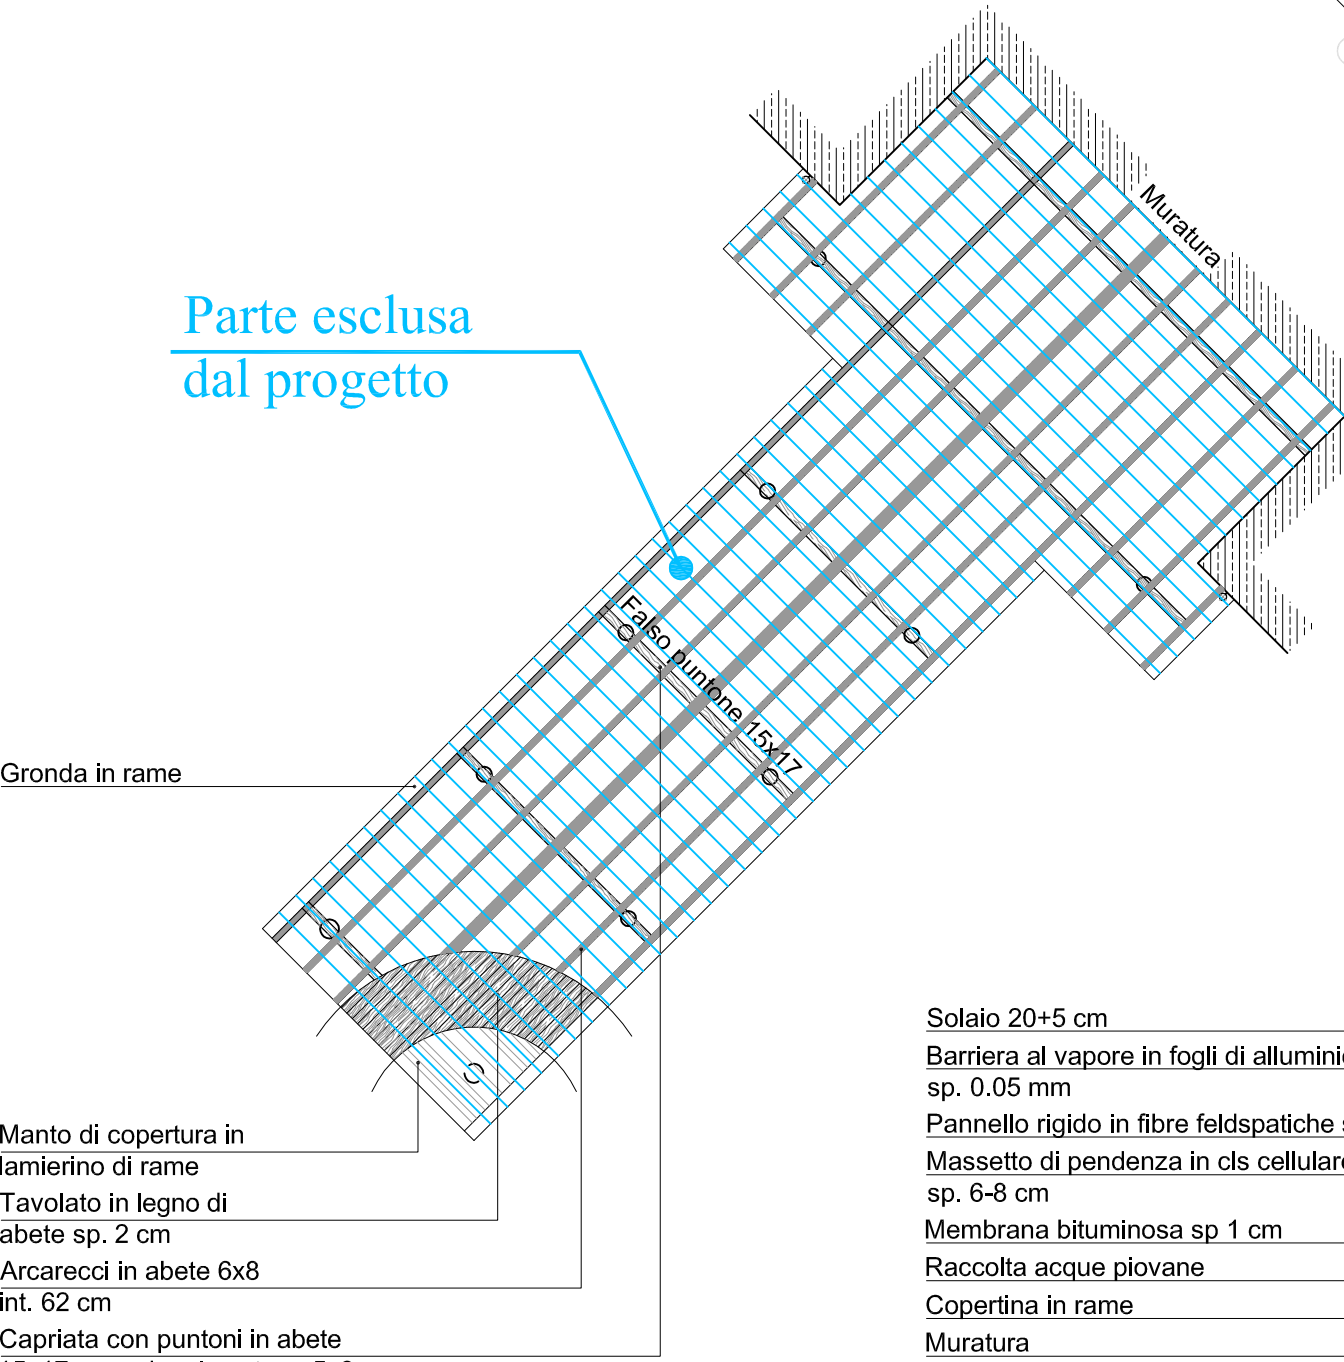 Muratura
Parte esclusa
dal progetto
Falso puntone 15x17
Gronda in rame
Manto di copertura in
lamierino di rame
Tavolato in legno di
abete sp. 2 cm
Arcarecci in abete 6x8
int. 62 cm
Capriata con puntoni in abete
Solaio 20+5 cm
Barriera al vapore in fogli di allumini
sp. 0.05 mm
Pannello rigido in fibre feldspatiche
Massetto di pendenza in cls cellulare
sp. 6-8 cm
Membrana bituminosa sp 1 cm
Raccolta acque piovane
Copertina in rame
Muratura